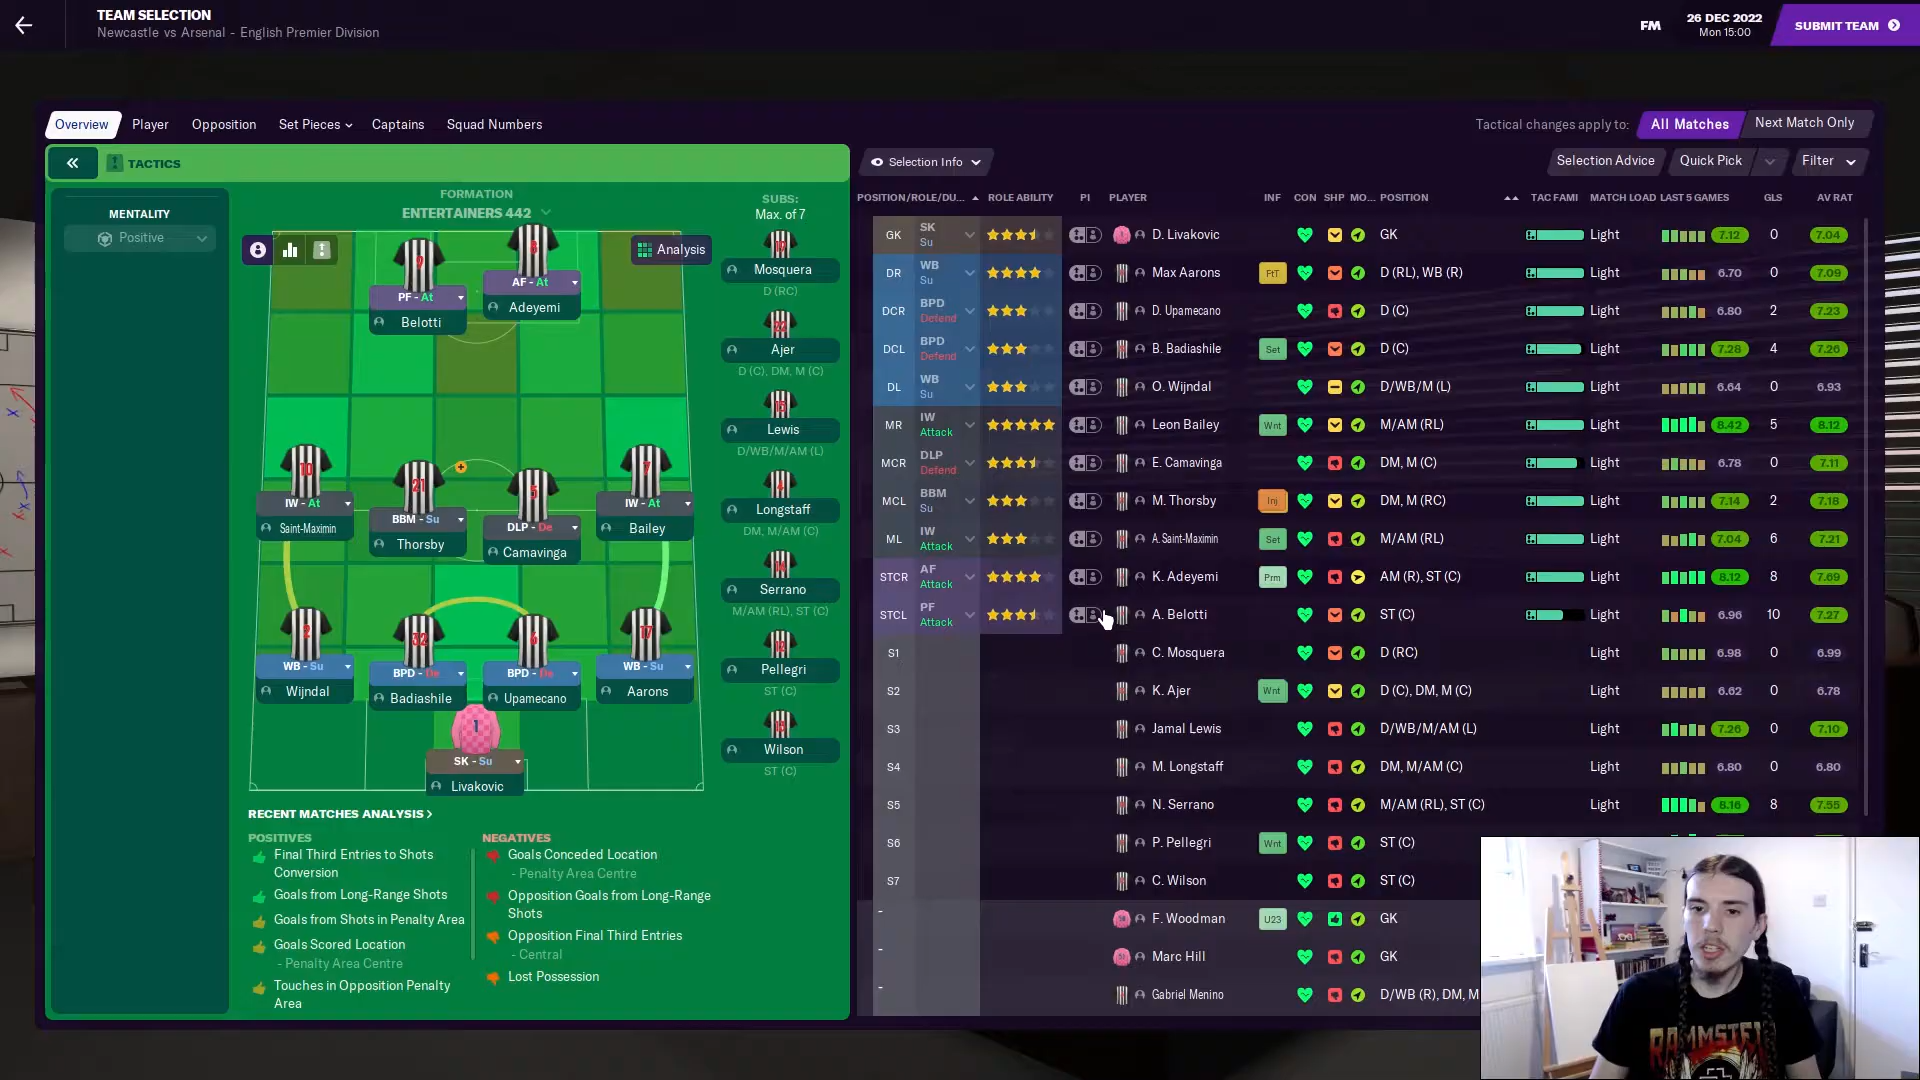 TEAM SELECTION
Newcastle vs Arsenal - English Premier Division
FM
26 DEC 2022
Mon 15:00
SUBMIT TEAM
Overview
Player
Opposition
Set Pieces
Captains
Squad Numbers
Tactical changes apply to:
All Matches
Next Match Only
TACTICS
Selection Info
Selection Advice
Quick Pick
Filter
MENTALITY
Positive
FORMATION
ENTERTAINERS 442
Analysis
SUBS:
Max. of 7
9
PF - At
Belotti
8
AF - At
Adeyemi
10
IW - At
Saint-Maximin
21
BBM - Su
Thorsby
5
DLP - De
Camavinga
7
IW - At
Bailey
2
WB - Su
Wijndal
32
BPD - De
Badiashile
6
BPD - De
Upamecano
17
WB - Su
Aarons
1
SK - Su
Livakovic
Mosquera
D (RC)
Ajer
D (C), DM, M (C)
Lewis
D/WB/M/AM (L)
Longstaff
DM, M/AM (C)
Serrano
M/AM (RL), ST (C)
Pellegri
ST (C)
Wilson
ST (C)
RECENT MATCHES ANALYSIS >
POSITIVES
Final Third Entries to Shots
Conversion
Goals from Long-Range Shots
Goals from Shots in Penalty Area
Goals Scored Location
- Penalty Area Centre
Touches in Opposition Penalty
Area
NEGATIVES
Goals Conceded Location
- Penalty Area Centre
Opposition Goals from Long-Range
Shots
Opposition Final Third Entries
- Central
Lost Possession
POSITION/ROLE/DU... ROLE ABILITY PI PLAYER INF CON SHP MO... POSITION TAC FAMI MATCH LOAD LAST 5 GAMES GLS AV RAT
GK SK Su D. Livakovic GK Light 7.12 0 7.04
DR WB Su Max Aarons FrT D (RL), WB (R) Light 6.70 0 7.09
DCR BPD Defend D. Upamecano D (C) Light 6.80 2 7.23
DCL BPD Defend B. Badiashile Set D (C) Light 7.28 4 7.26
DL WB Su O. Wijndal D/WB/M (L) Light 6.64 0 6.93
MR IW Attack Leon Bailey Wnt M/AM (RL) Light 8.42 5 8.12
MCR DLP Defend E. Camavinga DM, M (C) Light 6.78 0 7.11
MCL BBM Su M. Thorsby Inj DM, M (RC) Light 7.14 2 7.18
ML IW Attack A. Saint-Maximin Set M/AM (RL) Light 7.04 6 7.21
STCR AF Attack K. Adeyemi Prm AM (R), ST (C) Light 8.12 8 7.69
STCL PF Attack A. Belotti ST (C) Light 6.96 10 7.27
S1 C. Mosquera D (RC) Light 6.98 0 6.99
S2 K. Ajer Wnt D (C), DM, M (C) Light 6.62 0 6.78
S3 Jamal Lewis D/WB/M/AM (L) Light 7.26 0 7.10
S4 M. Longstaff DM, M/AM (C) Light 6.80 0 6.80
S5 N. Serrano M/AM (RL), ST (C) Light 8.16 8 7.55
S6 P. Pellegri Wnt ST (C)
S7 C. Wilson ST (C)
- F. Woodman U23 GK
- Marc Hill GK
- Gabriel Menino D/WB (R), DM, M
RAMMSTEIN